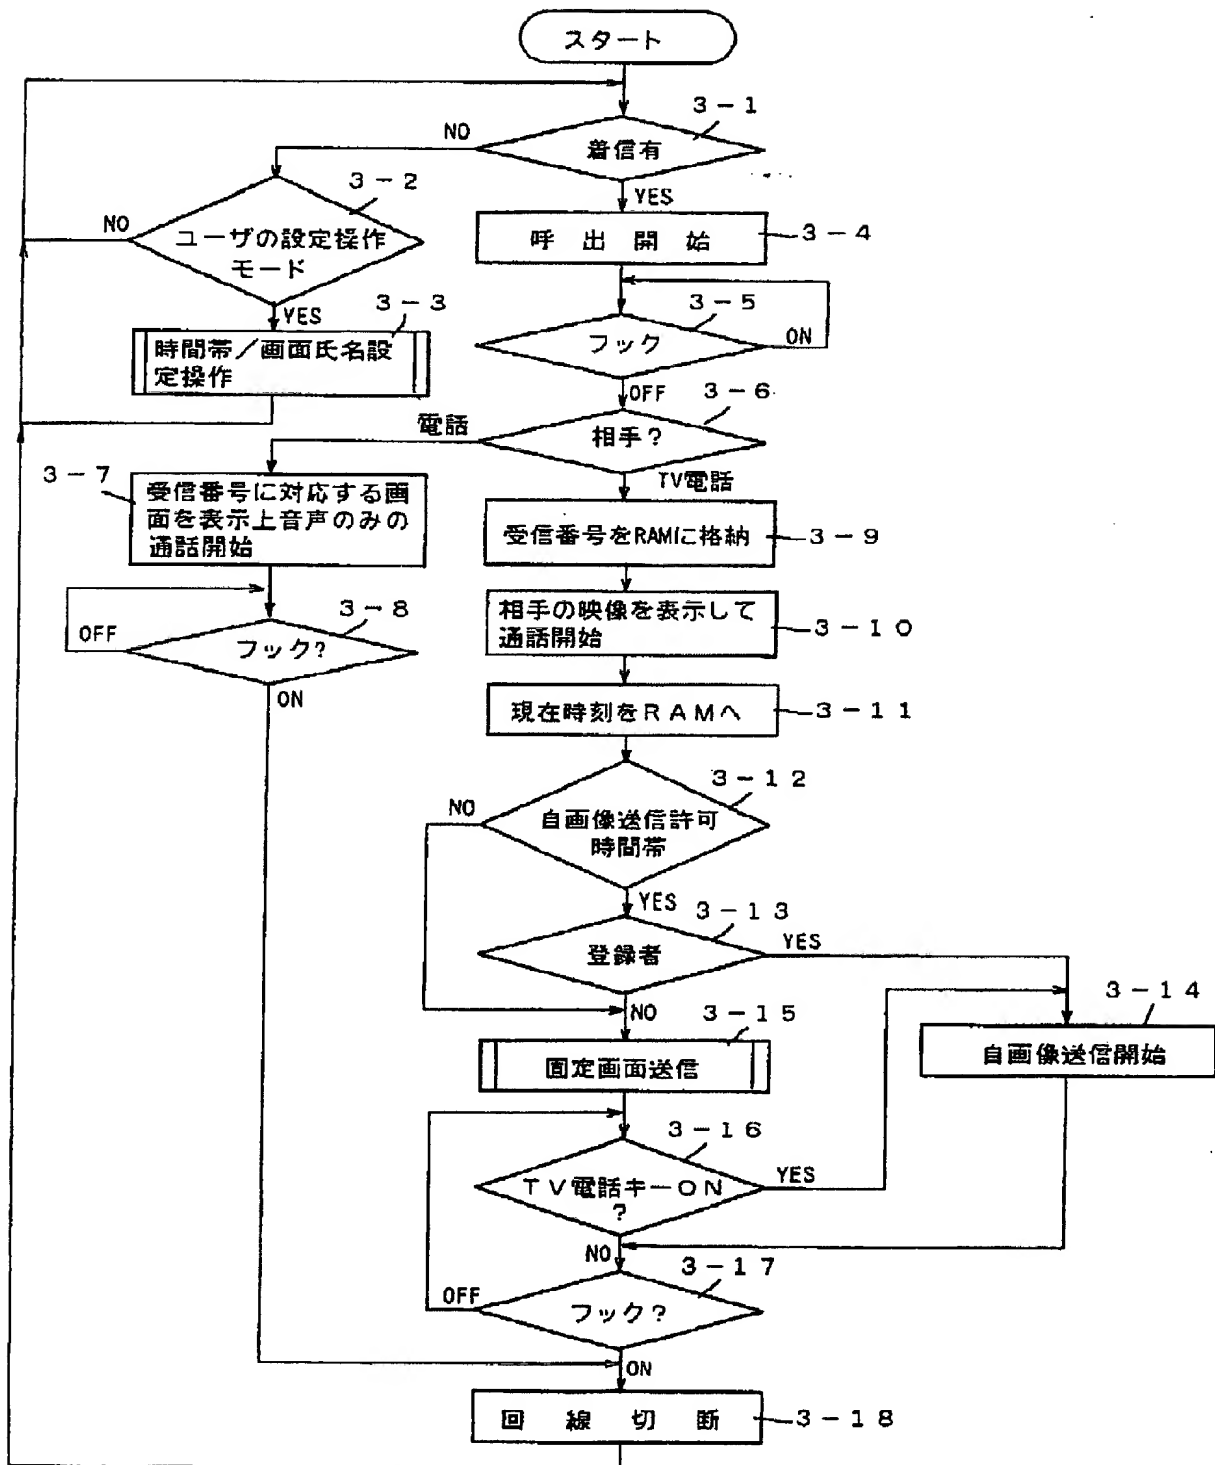 スタート
3-1
NO
着信有
3-2
YES
NO
ユーザの設定操作
モード
呼出開始
3-4
3-3
YES
3-5
時間帯/画面氏名設
定操作
フック
ON
OFF
3-6
電話
相手?
3-7
TV電話
受信番号に対応する画
面を表示上音声のみの
通話開始
受信番号をRAMに格納
3-9
3-8
相手の映像を表示して
通話開始
3-10
OFF
フック?
ON
現在時刻をRAMへ
3-11
3-12
NO
自画像送信許可
時間帯
YES
3-13
登録者
YES
NO
3-15
3-14
固定画面送信
自画像送信開始
3-16
TV電話キーON
?
YES
NO
3-17
OFF
フック?
ON
回線切断
3-18